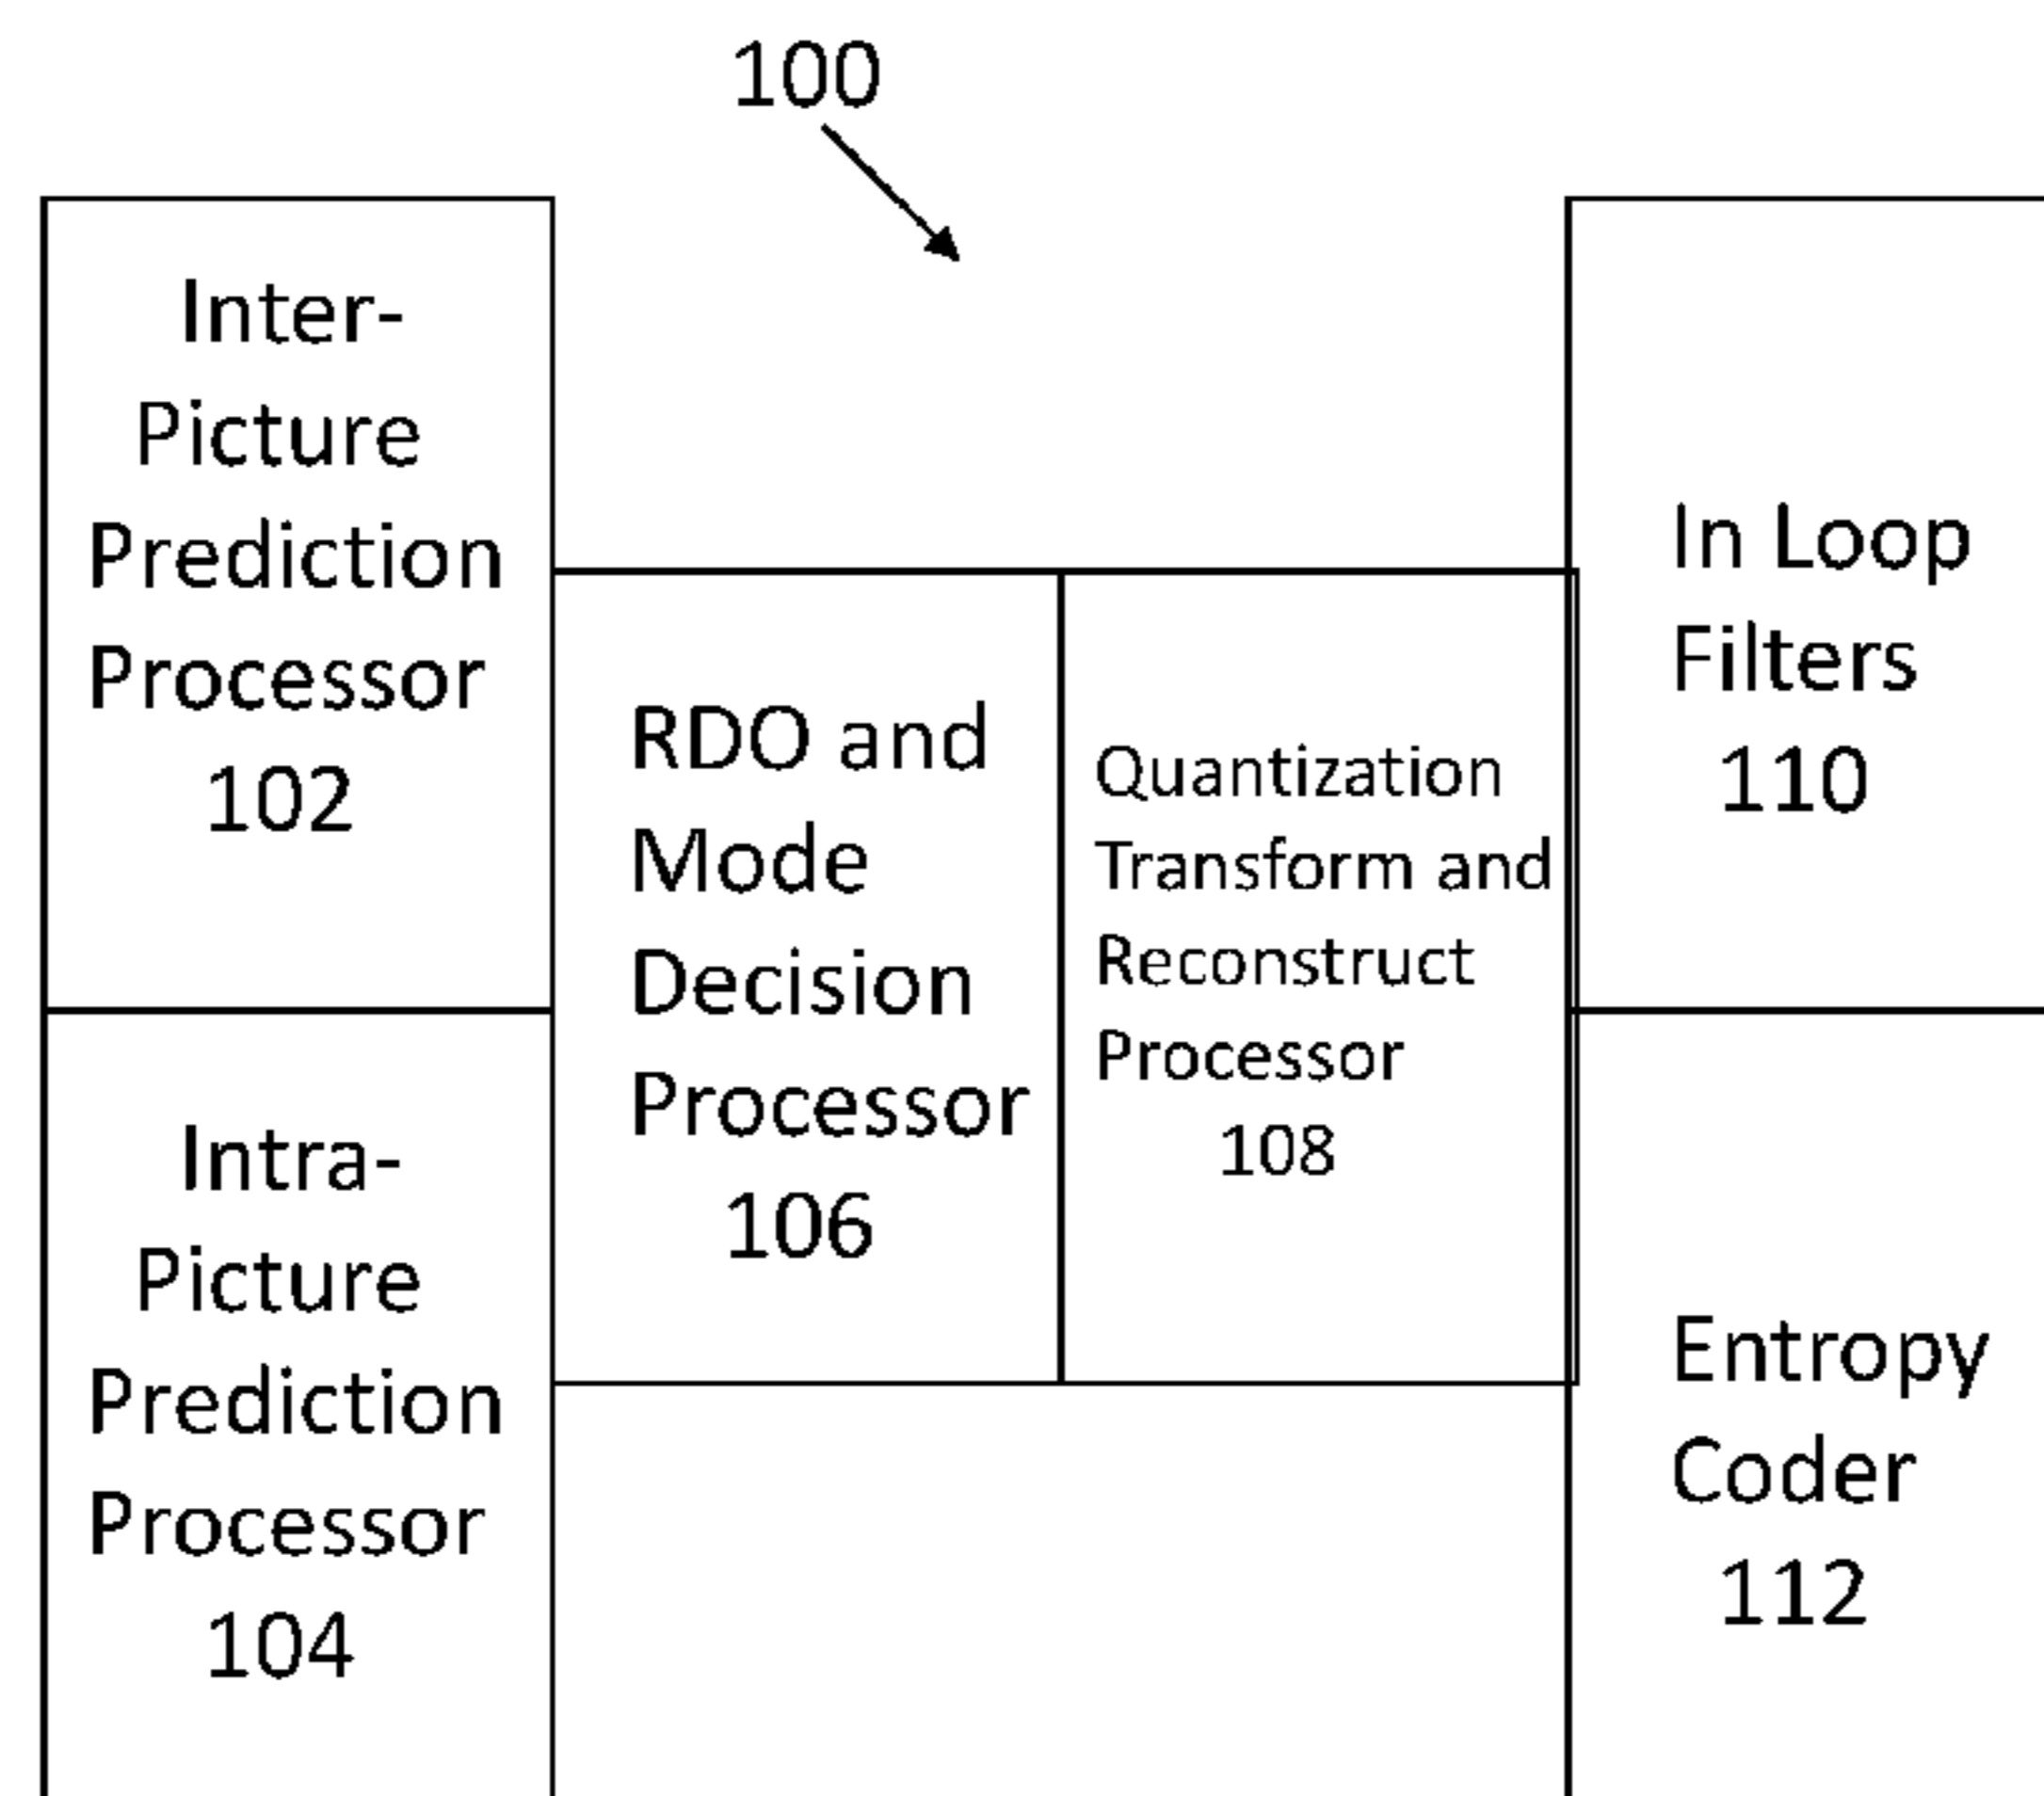 100
Inter-
Picture
Prediction
Processor
102
Intra-
Picture
Prediction
Processor
104
RDO and
Mode
Decision
Processor
106
Quantization
Transform and
Reconstruct
Processor
108
In Loop
Filters
110
Entropy
Coder
112